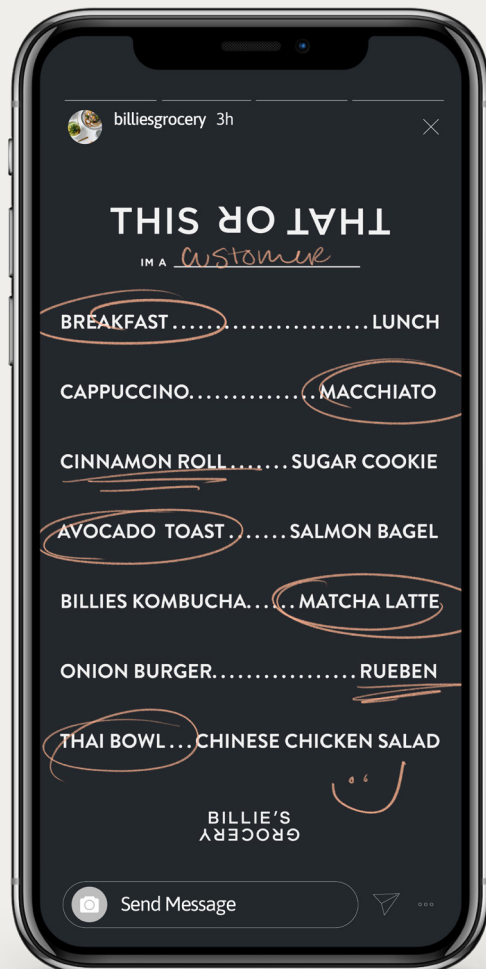 billiesgrocery 3h
THIS OR THAT
IM A customer
BREAKFAST......................LUNCH
CAPPUCCINO................MACCHIATO
CINNAMON ROLL.......SUGAR COOKIE
AVOCADO TOAST.......SALMON BAGEL
BILLIES KOMBUCHA......MATCHA LATTE
ONION BURGER.................RUEBEN
THAI BOWL...CHINESE CHICKEN SALAD
BILLIE'S
GROCERY
Send Message